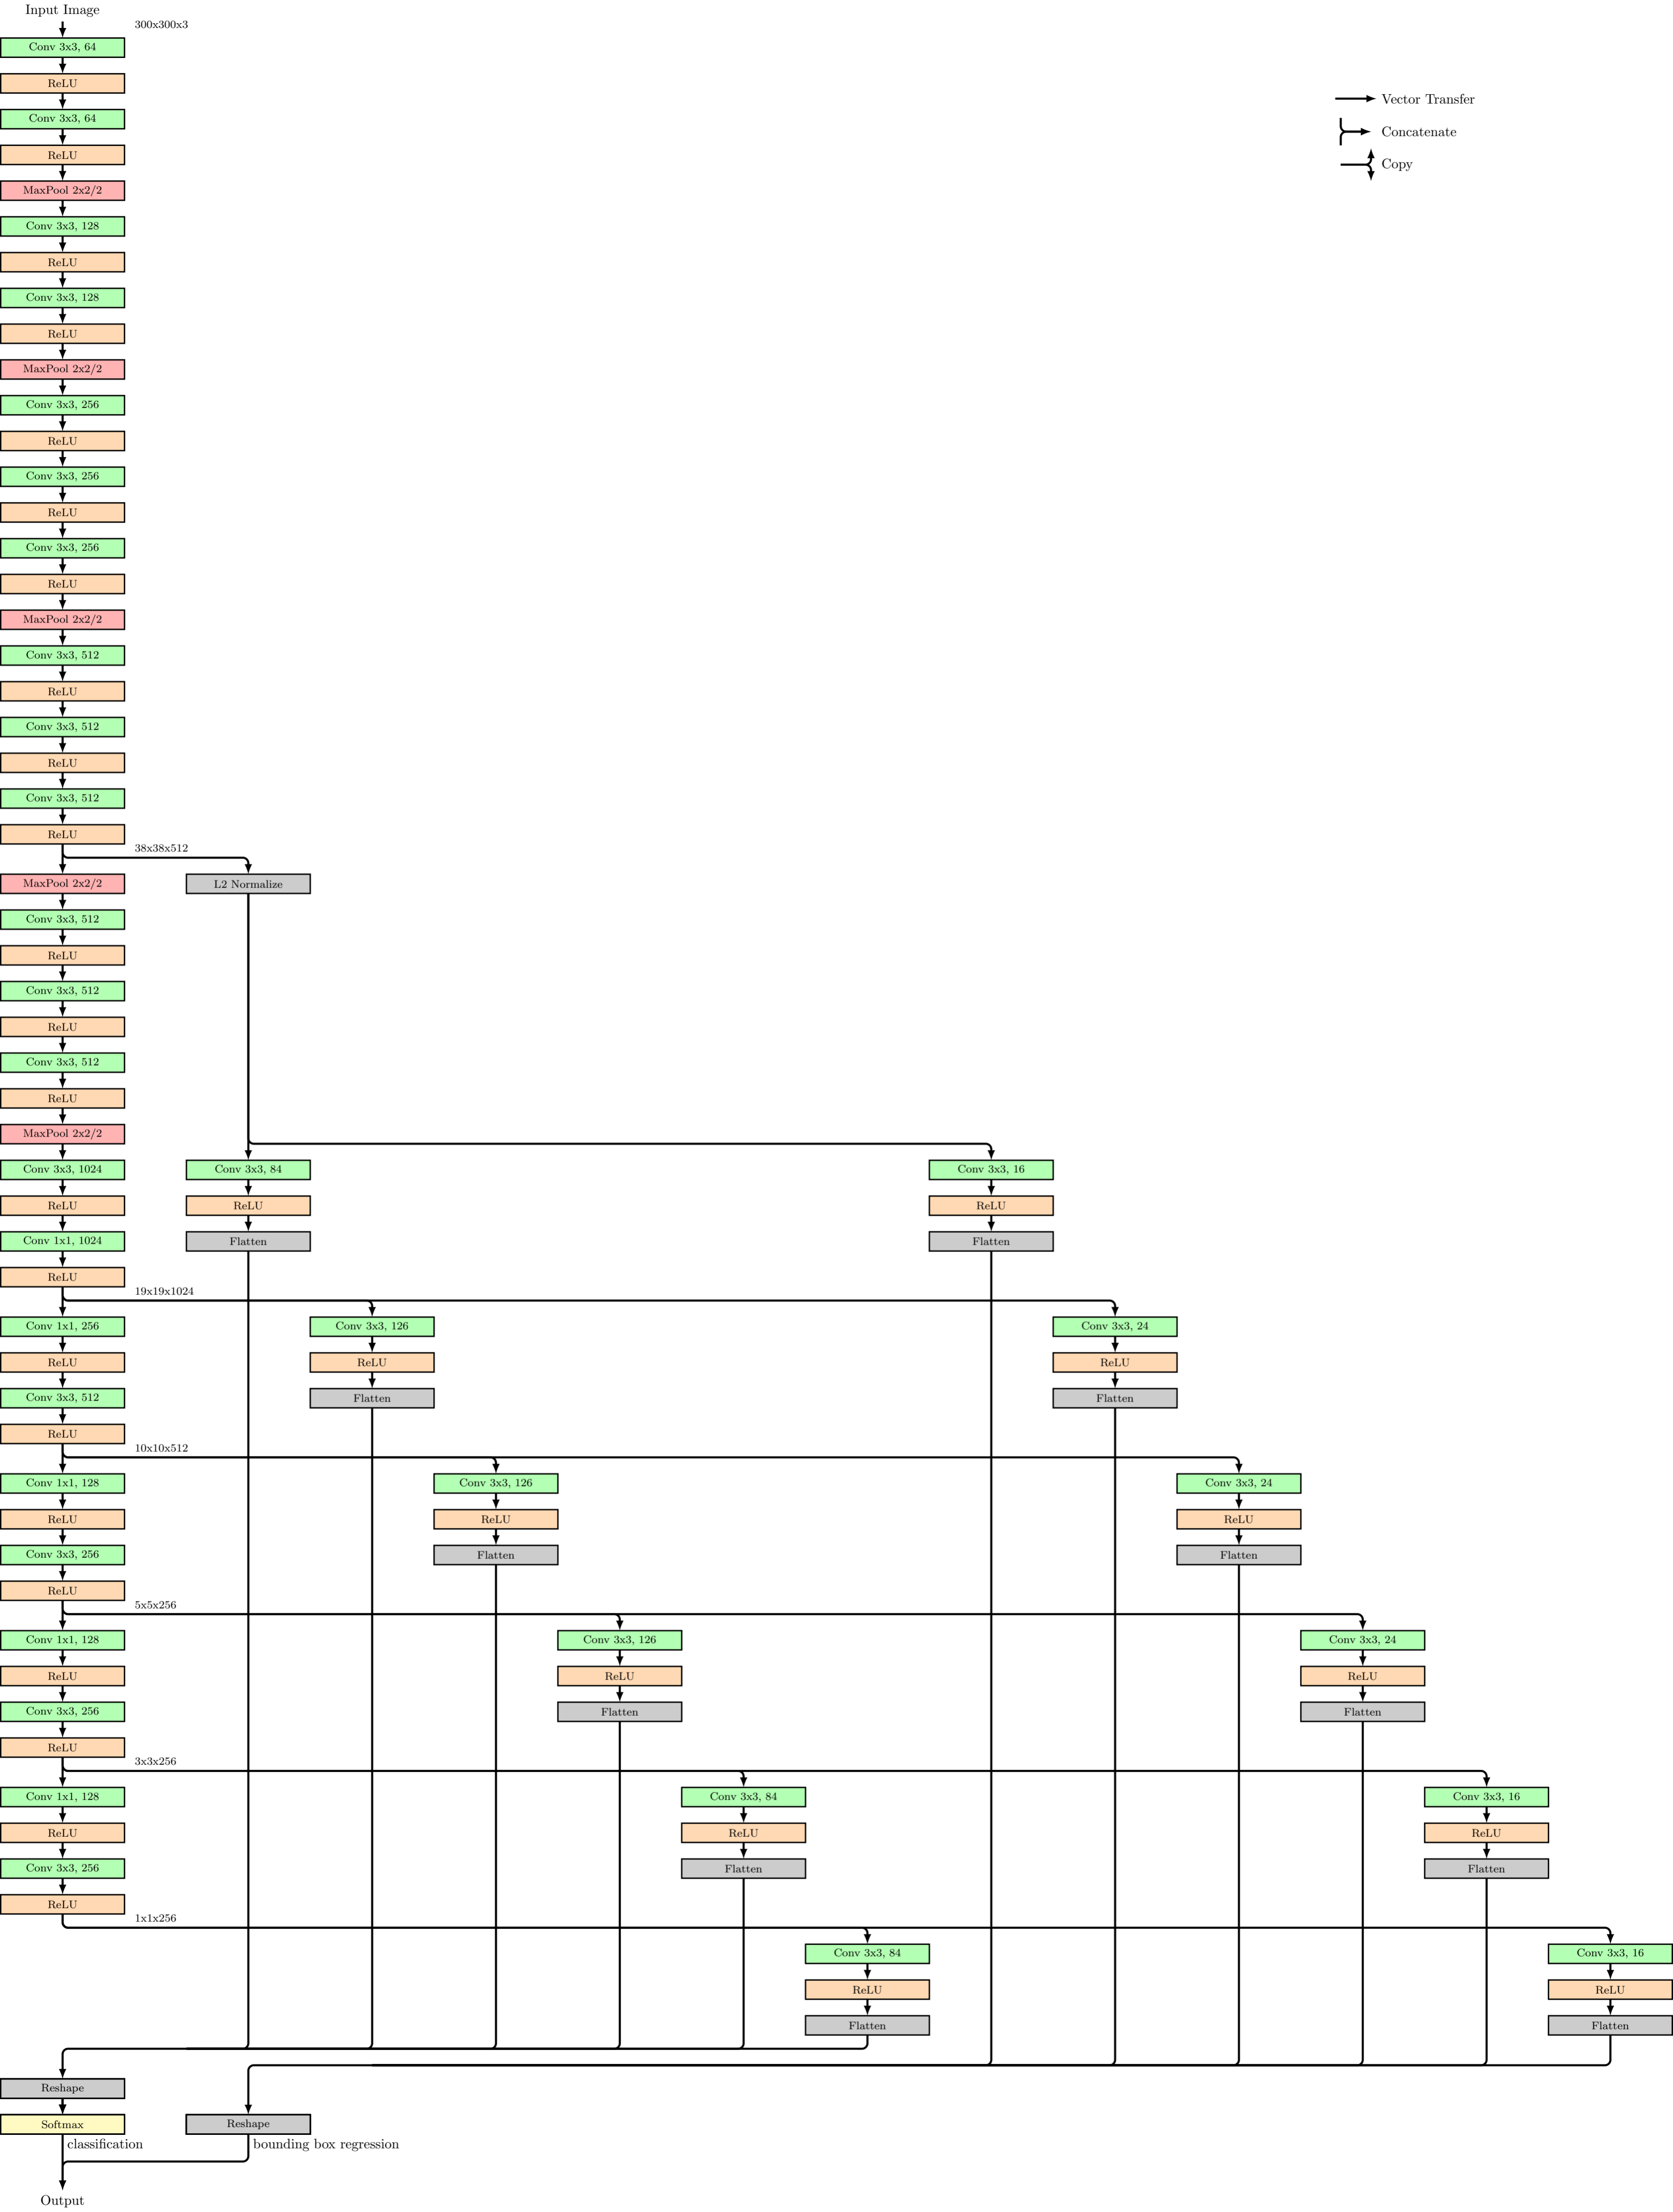 Input Image
300x300x3
Conv 3x3, 64
ReLU
Vector Transfer
Conv 3x3, 64
Concatenate
ReLU
Copy
MaxPool 2x2/2
Conv 3x3, 128
ReLU
Conv 3x3, 128
ReLU
MaxPool 2x2/2
Conv 3x3, 256
ReLU
Conv 3x3, 256
ReLU
Conv 3x3, 256
ReLU
MaxPool 2x2/2
Conv 3x3, 512
ReLU
Conv 3x3, 512
ReLU
Conv 3x3, 512
ReLU
38x38x512
MaxPool 2x2/2 L2 Normalize
Conv 3x3, 512
ReLU
Conv 3x3, 512
ReLU
Conv 3x3, 512
ReLU
MaxPool 2x2/2
Conv 3x3, 1024 Conv 3x3, 84 Conv 3x3, 16
ReLU ReLU ReLU
Conv 1x1, 1024 Flatten Flatten
ReLU
19x19x1024
Conv 1x1, 256 Conv 3x3, 126 Conv 3x3, 24
ReLU ReLU ReLU
Conv 3x3, 512 Flatten Flatten
ReLU
10x10x512
Conv 1x1, 128 Conv 3x3, 126 Conv 3x3, 24
ReLU ReLU ReLU
Conv 3x3, 256 Flatten Flatten
ReLU
5x5x256
Conv 1x1, 128 Conv 3x3, 126 Conv 3x3, 24
ReLU ReLU ReLU
Conv 3x3, 256 Flatten Flatten
ReLU
3x3x256
Conv 1x1, 128 Conv 3x3, 84 Conv 3x3, 16
ReLU ReLU ReLU
Conv 3x3, 256 Flatten Flatten
ReLU
1x1x256
Conv 3x3, 84 Conv 3x3, 16
ReLU ReLU
Flatten Flatten
Reshape
Softmax Reshape
classification bounding box regression
Output